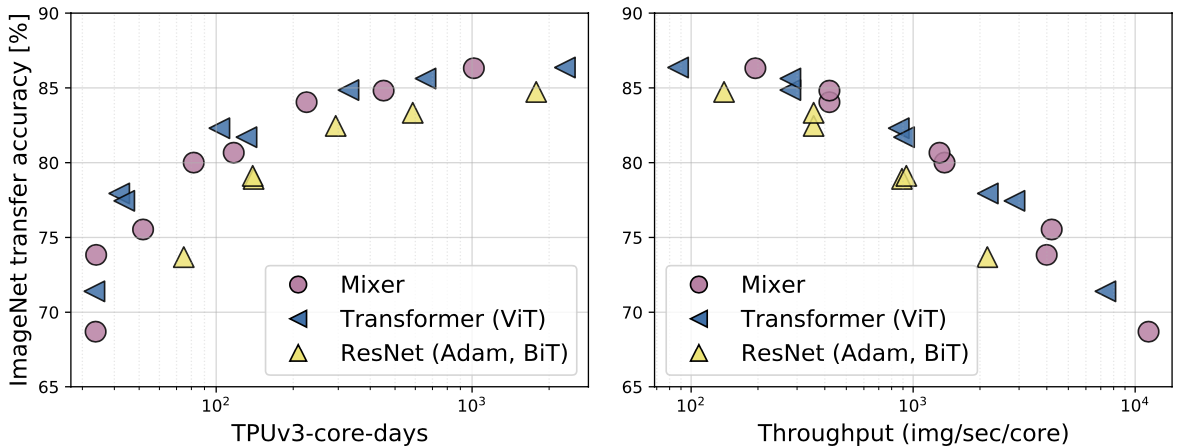 ImageNet transfer accuracy [%]
90
85
80
75
70
65
Mixer
Transformer (ViT)
ResNet (Adam, BiT)
10²
10³
TPUv3-core-days
90
85
80
75
70
65
Mixer
Transformer (ViT)
ResNet (Adam, BiT)
10²
10³
10⁴
Throughput (img/sec/core)